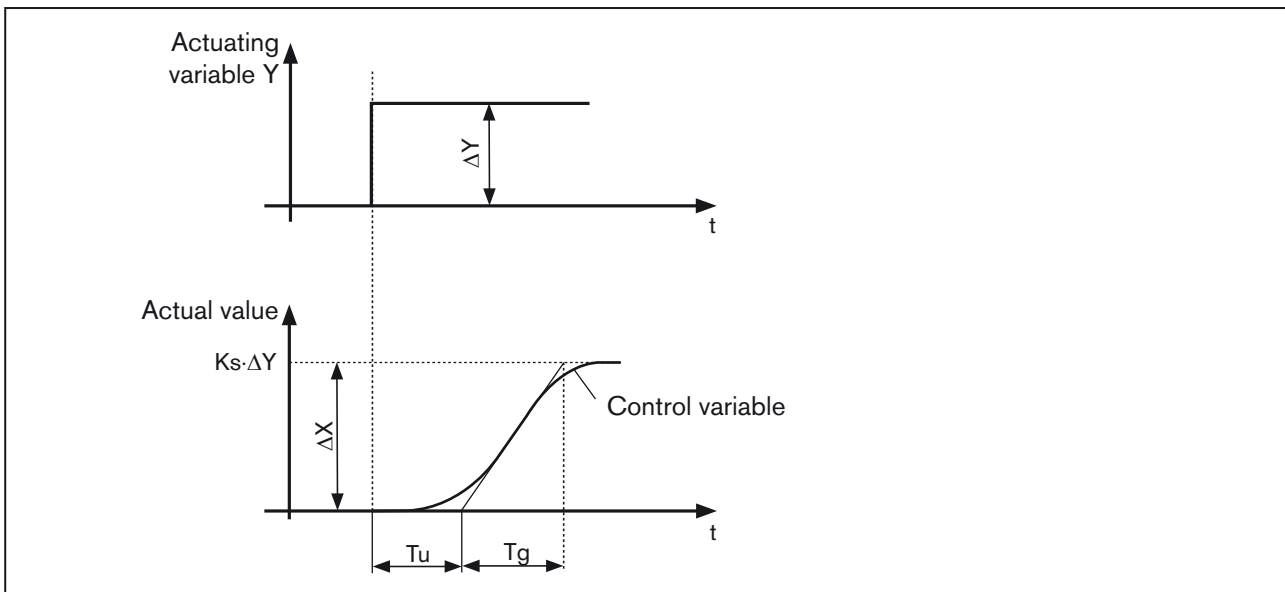 Actuating
variable Y
ΔY
t
Actual value
Ks·ΔY
ΔX
Control variable
t
Tu
Tg